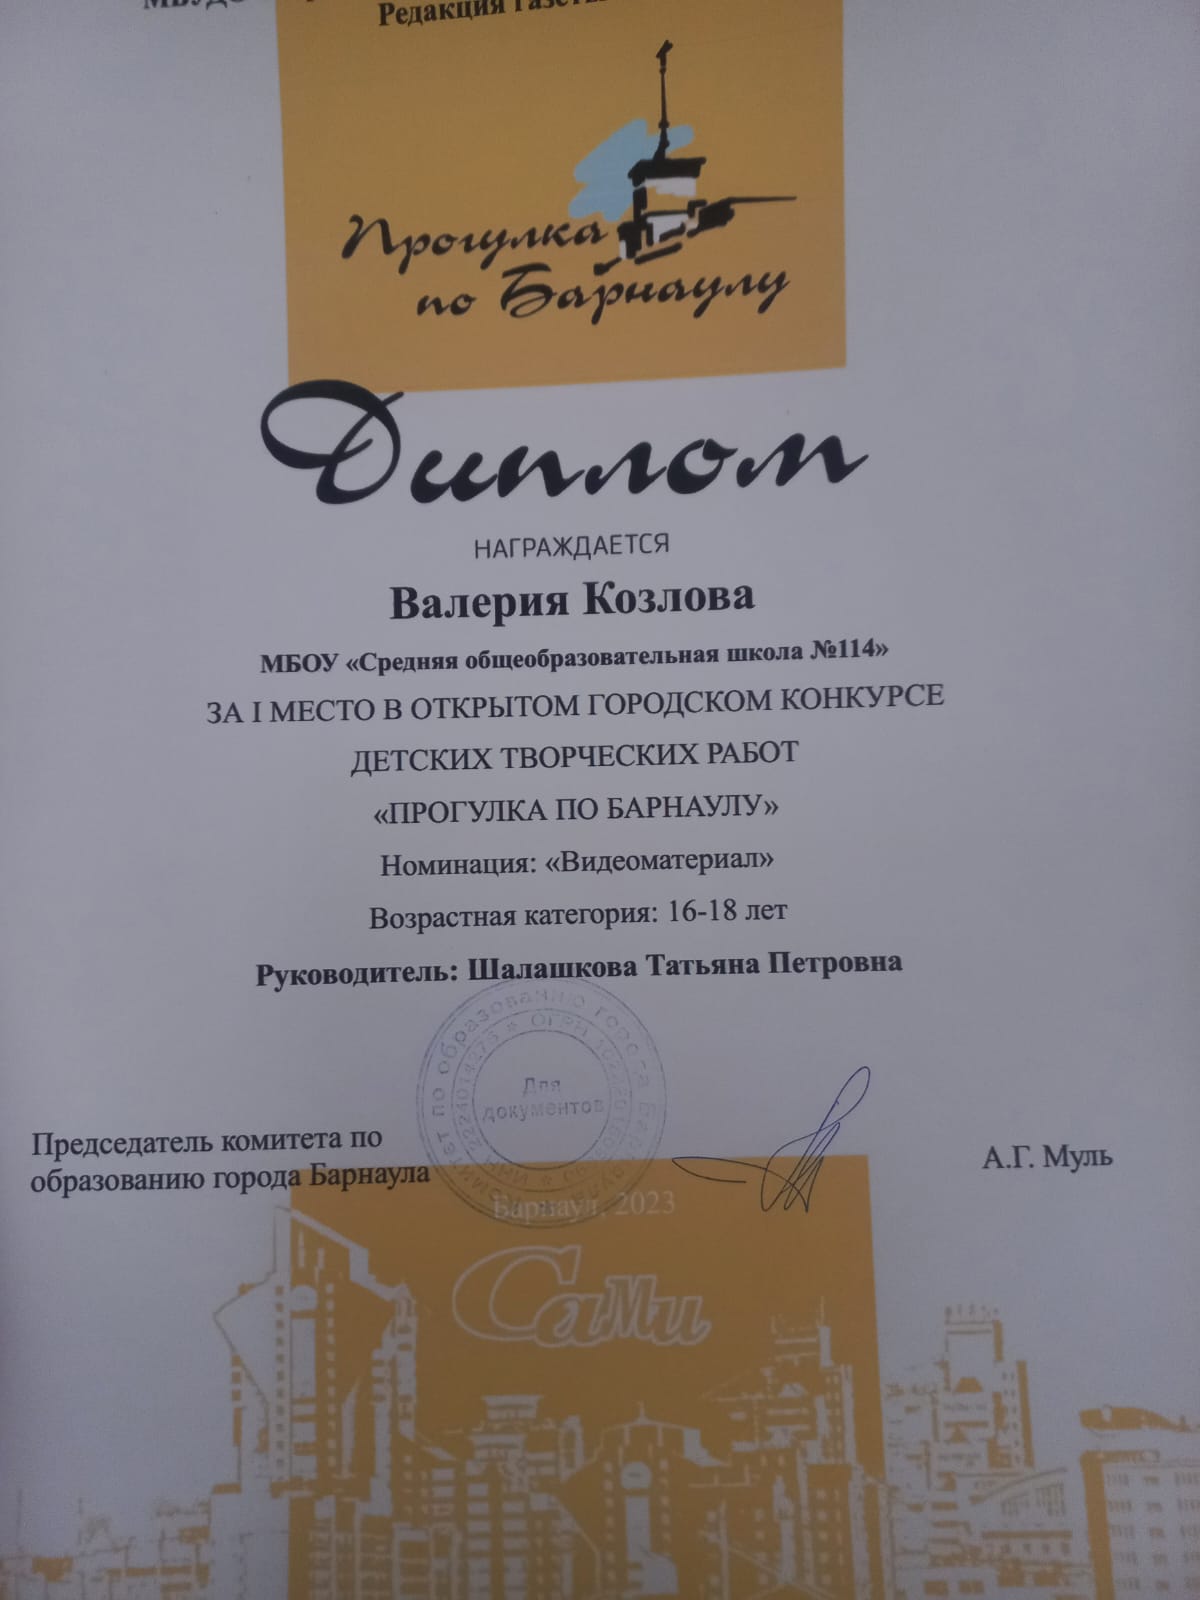 Редакция газеты
Прогулка
по Барнаулу
Диплом
НАГРАЖДАЕТСЯ
Валерия Козлова
МБОУ «Средняя общеобразовательная школа №114»
ЗА I МЕСТО В ОТКРЫТОМ ГОРОДСКОМ КОНКУРСЕ
ДЕТСКИХ ТВОРЧЕСКИХ РАБОТ
«ПРОГУЛКА ПО БАРНАУЛУ»
Номинация: «Видеоматериал»
Возрастная категория: 16-18 лет
Руководитель: Шалашкова Татьяна Петровна
Для
документов
Председатель комитета по
образованию города Барнаула
А.Г. Муль
Барнаул, 2023
Сами